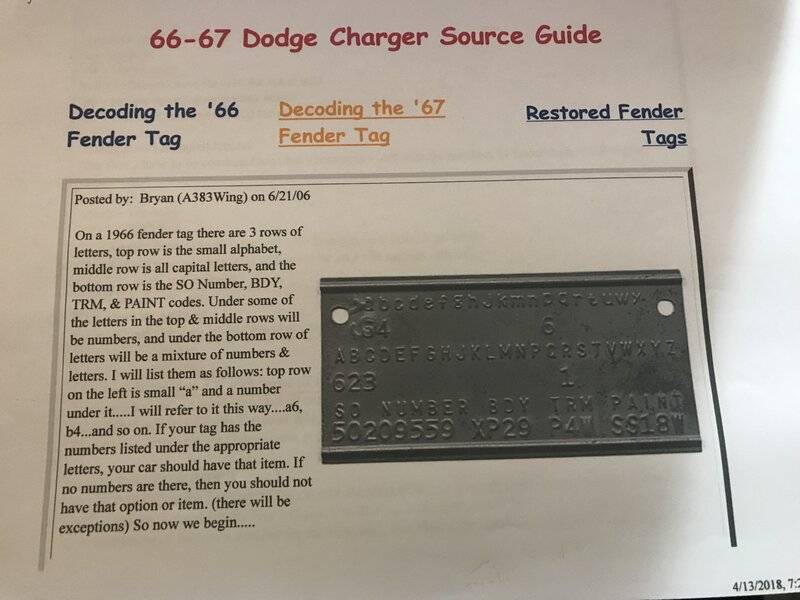 66-67 Dodge Charger Source Guide
Decoding the '66
Fender Tag
Decoding the '67
Fender Tag
Restored Fender
Tags
Posted by: Bryan (A383Wing) on 6/21/06
On a 1966 fender tag there are 3 rows of
letters, top row is the small alphabet,
middle row is all capital letters, and the
bottom row is the SO Number, BDY,
TRM, & PAINT codes. Under some of
the letters in the top & middle rows will
be numbers, and under the bottom row of
letters will be a mixture of numbers &
letters. I will list them as follows: top row
on the left is small “a” and a number
under it.....I will refer to it this way....a6,
b4...and so on. If your tag has the
numbers listed under the appropriate
letters, your car should have that item. If
no numbers are there, then you should not
have that option or item. (there will be
exceptions) So now we begin.....
abcdefghjkmnpqrtuwy
64 6
ABCDEFGHJKLMNPQRSTVWXYZ
623 1
SO NUMBER BDY TRM PAINT
50209559 XP29 P4W SS18W
4/13/2018,